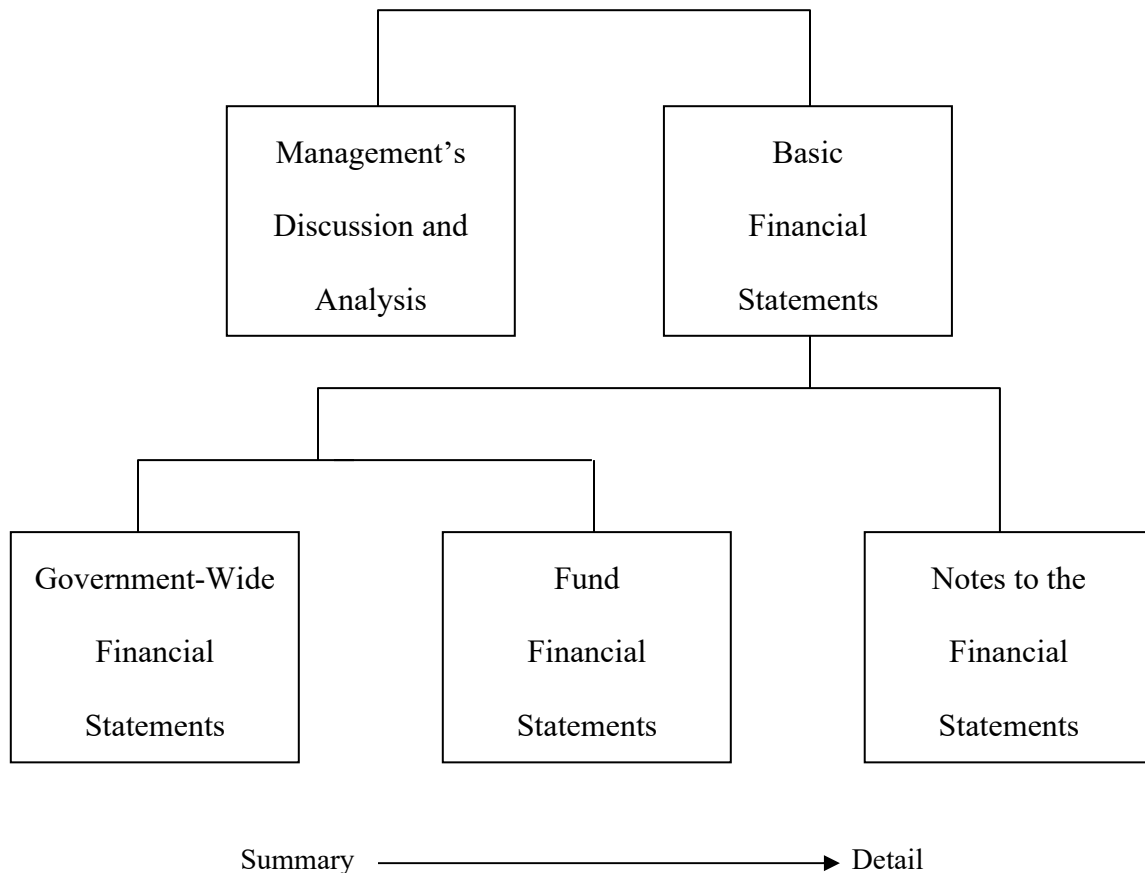 Management’s
Discussion and
Analysis
Basic
Financial
Statements
Government-Wide
Financial
Statements
Fund
Financial
Statements
Notes to the
Financial
Statements
Summary
Detail